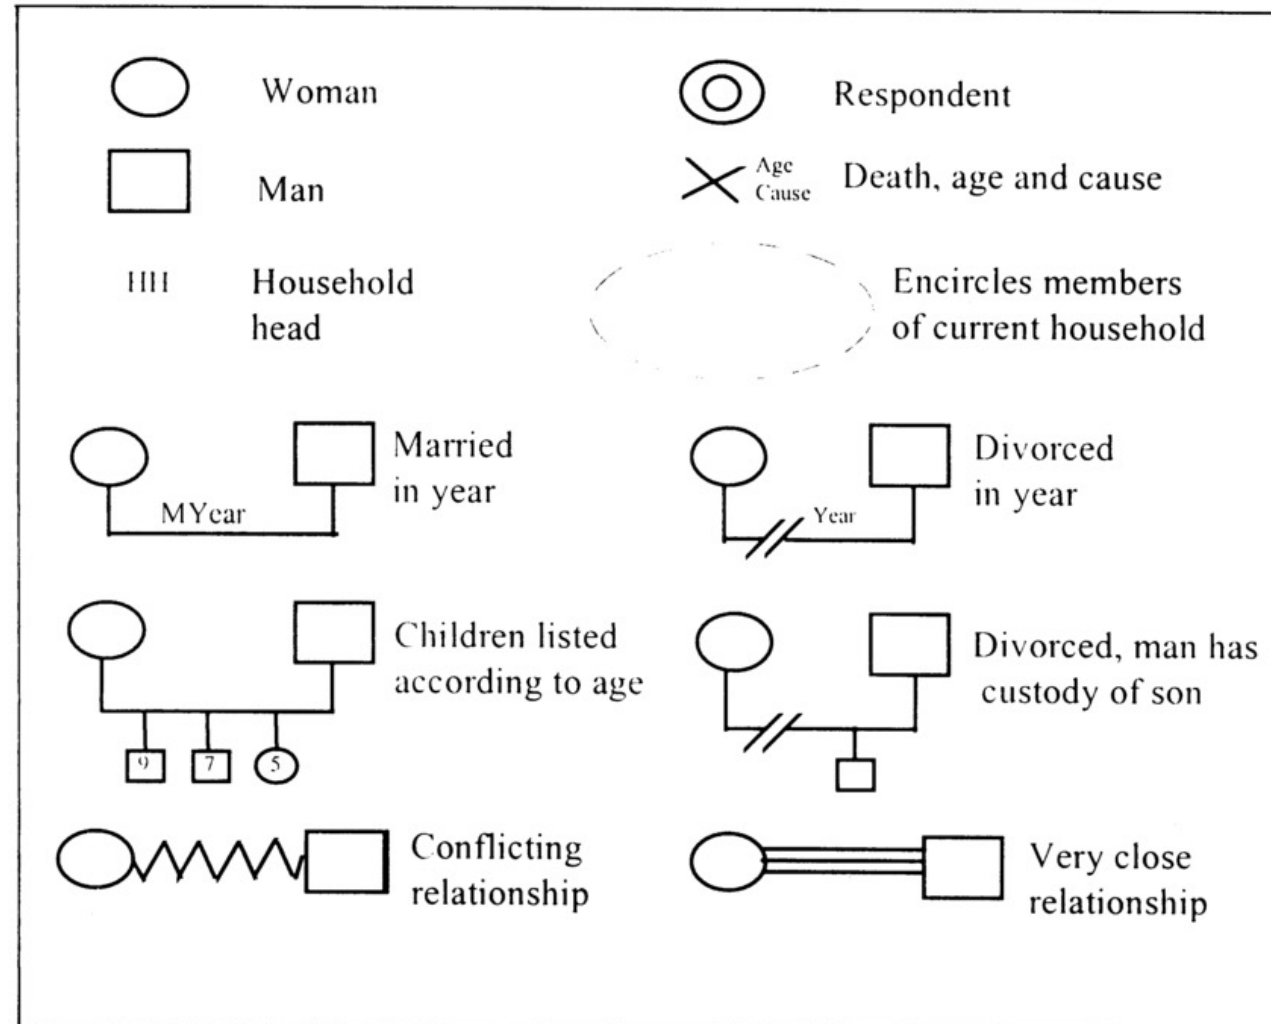 Woman
Respondent
Man
Age
Cause
Death, age and cause
IIII
Household
head
Encircles members
of current household
Married
in year
MYear
Divorced
in year
Year
Children listed
according to age
9 7 5
Divorced, man has
custody of son
Conflicting
relationship
Very close
relationship